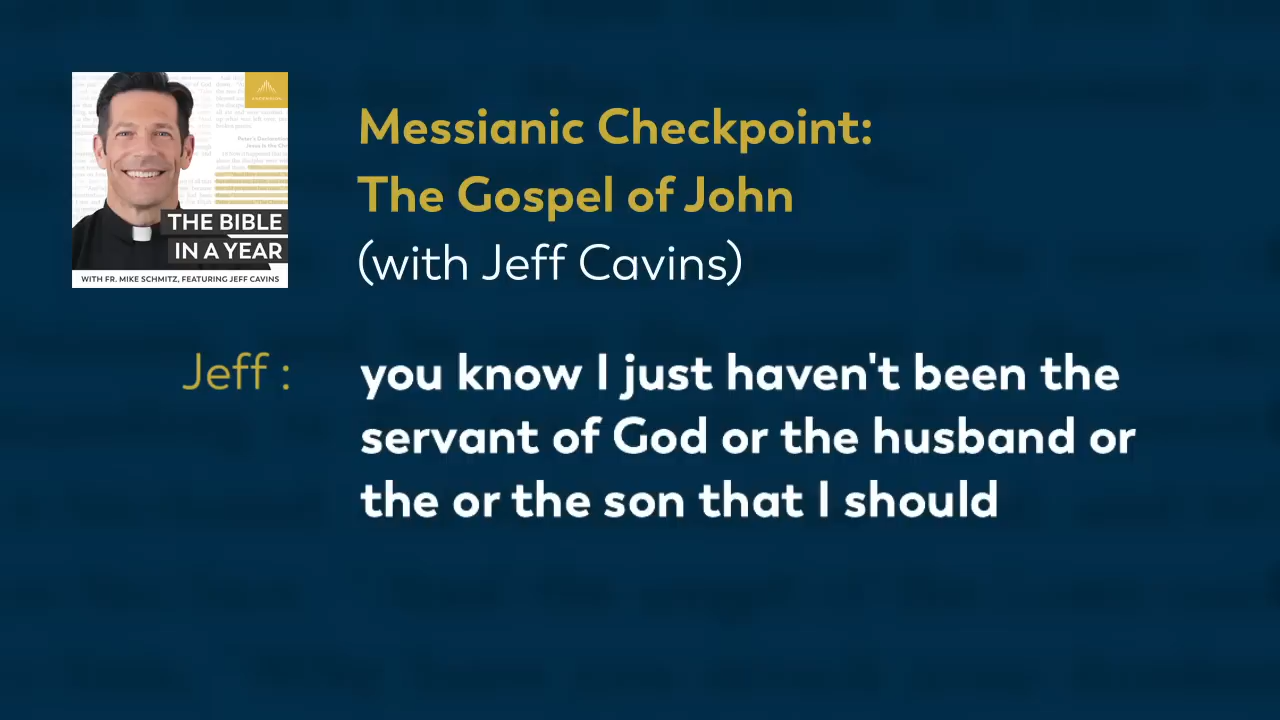 Messianic Checkpoint:
The Gospel of John
(with Jeff Cavins)
THE BIBLE
IN A YEAR
WITH FR. MIKE SCHMITZ, FEATURING JEFF CAVINS
Jeff :
you know I just haven't been the
servant of God or the husband or
the or the son that I should